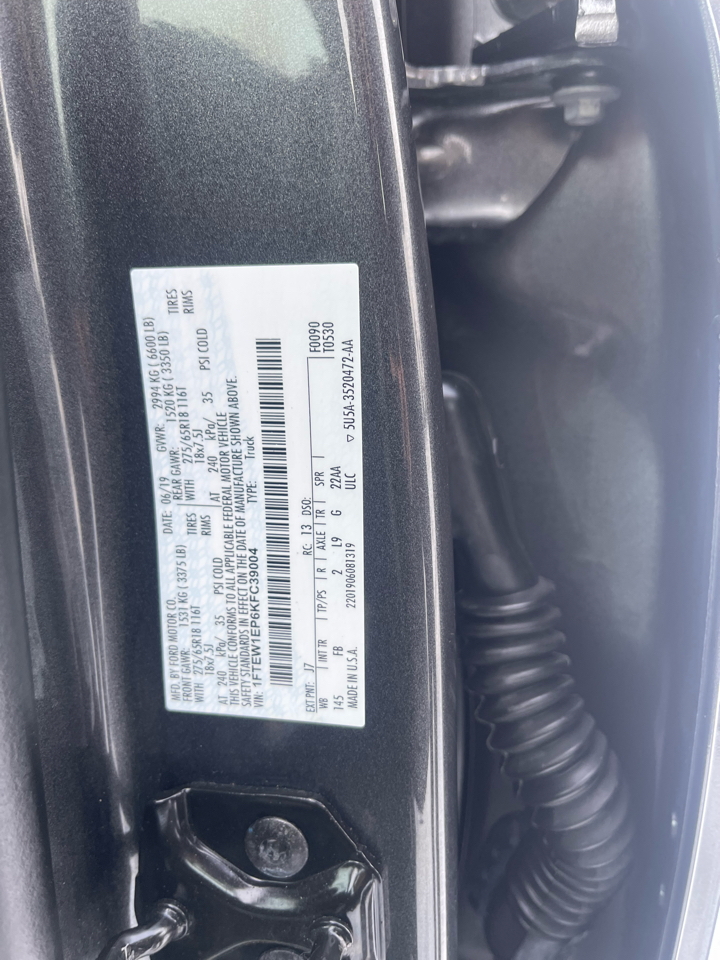 MFD. BY FORD MOTOR CO.
DATE: 06/19 GVWR: 2994 KG ( 6600 LB)
FRONT GAWR: 1531 KG ( 3375 LB) REAR GAWR: 1520 KG ( 3350 LB)
WITH 275/65R18 116T TIRES WITH 275/65R18 116T TIRES
18x7.5J RIMS 18x7.5J RIMS
AT 240 kPa/ 35 PSI COLD AT 240 kPa/ 35 PSI COLD
THIS VEHICLE CONFORMS TO ALL APPLICABLE FEDERAL MOTOR VEHICLE
SAFETY STANDARDS IN EFFECT ON THE DATE OF MANUFACTURE SHOWN ABOVE.
VIN: 1FTEW1EP6KFC39004 TYPE: Truck
EXT PNT: J7 RC: 13 DSO: F0090
WB INT TR TP/PS R AXLE TR SPR T0530
145 FB 2 L9 G 22AA
MADE IN U.S.A. 2201906081319 ULC ▽ 5U5A-3520472-AA